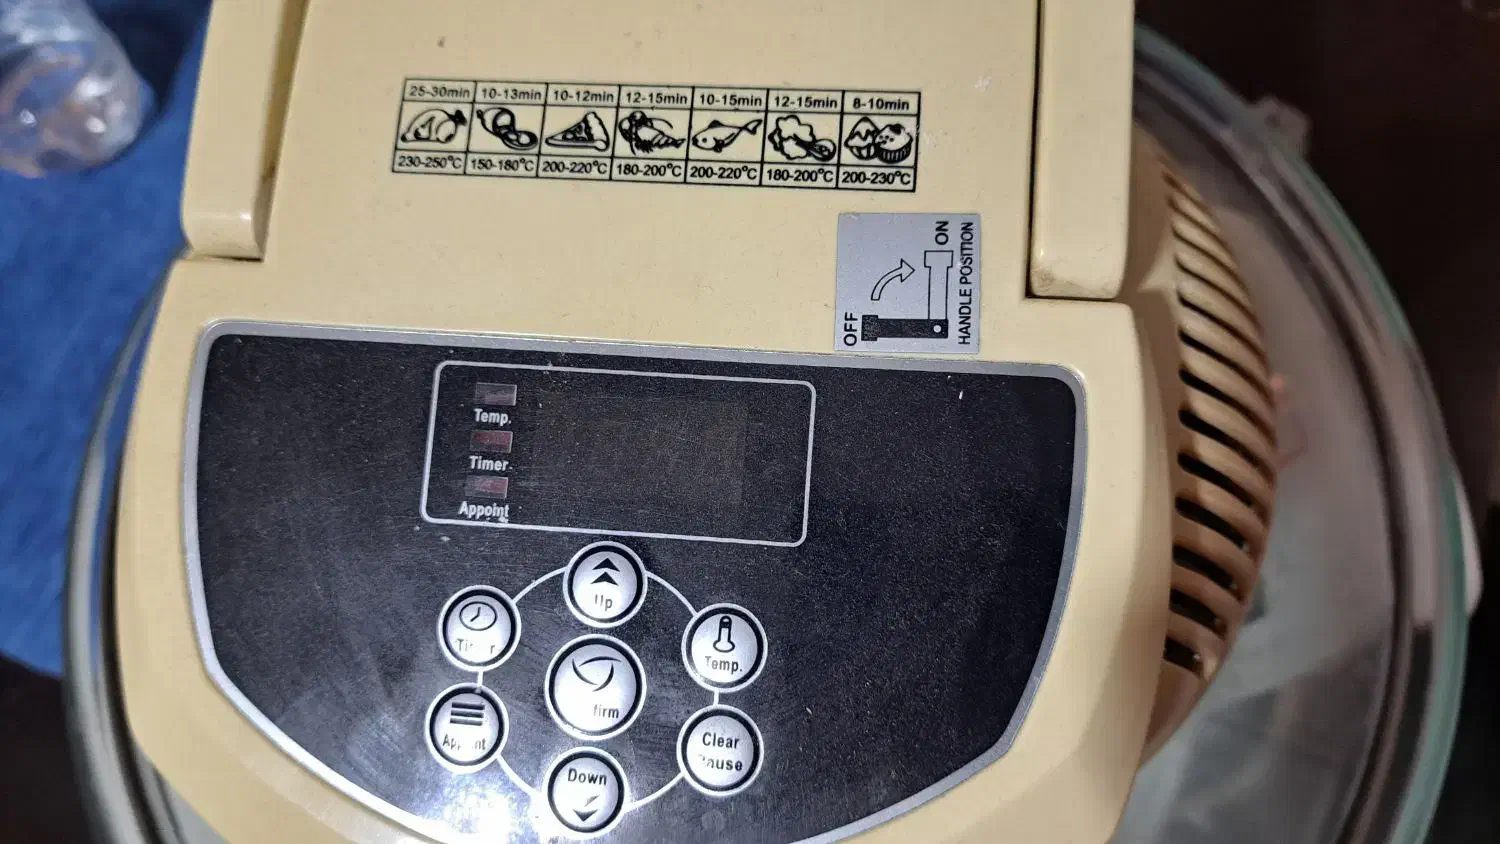 25-30min 10-13min 10-12min 12-15min 10-15min 12-15min 8-10min
230-250°C 150-180°C 200-220°C 180-200°C 200-220°C 180-200°C 200-230°C
OFF
ON
HANDLE POSITION
Temp.
Timer
Appoint
Up
Temp.
Clear
Down